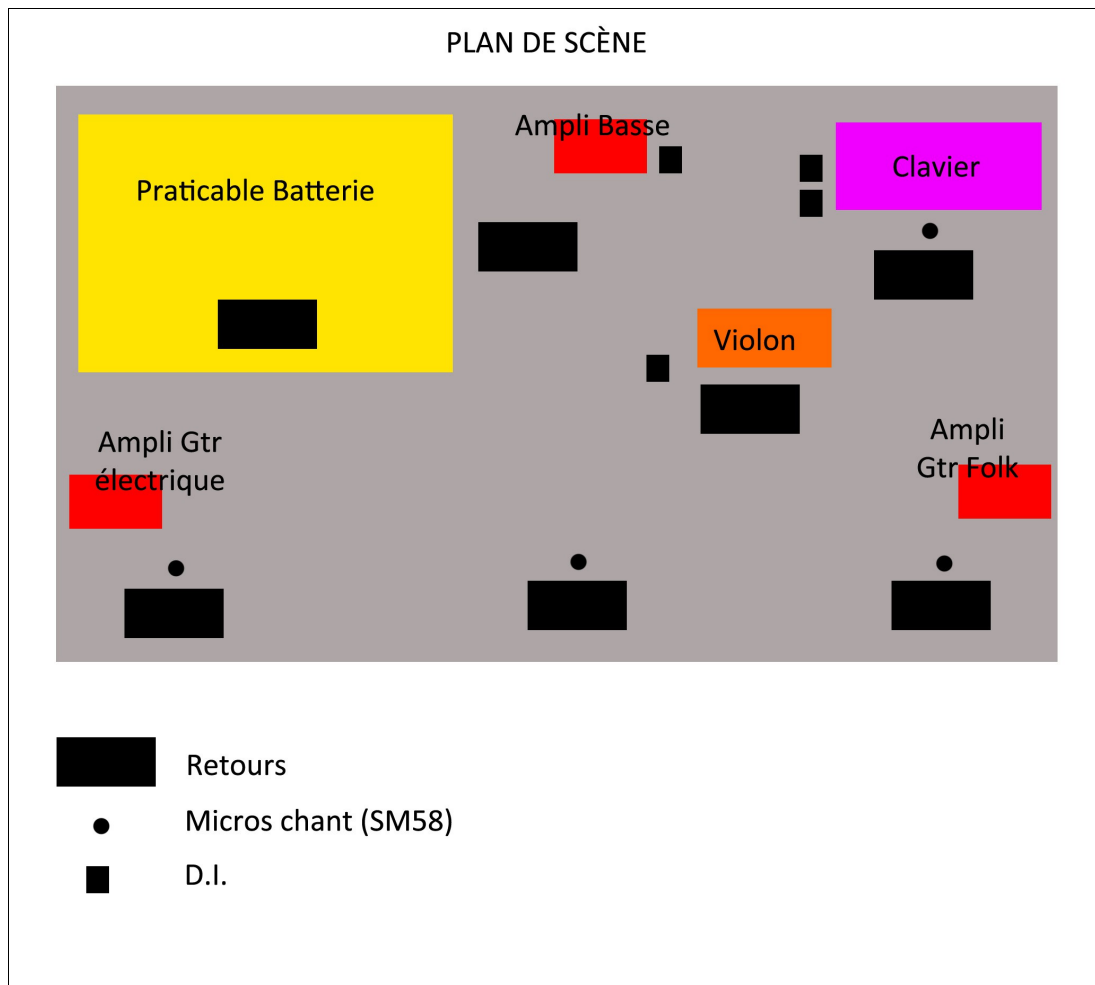 PLAN DE SCÈNE
Ampli Basse
Clavier
Praticable Batterie
Violon
Ampli Gtr
électrique
Ampli
Gtr Folk
Retours
Micros chant (SM58)
D.I.